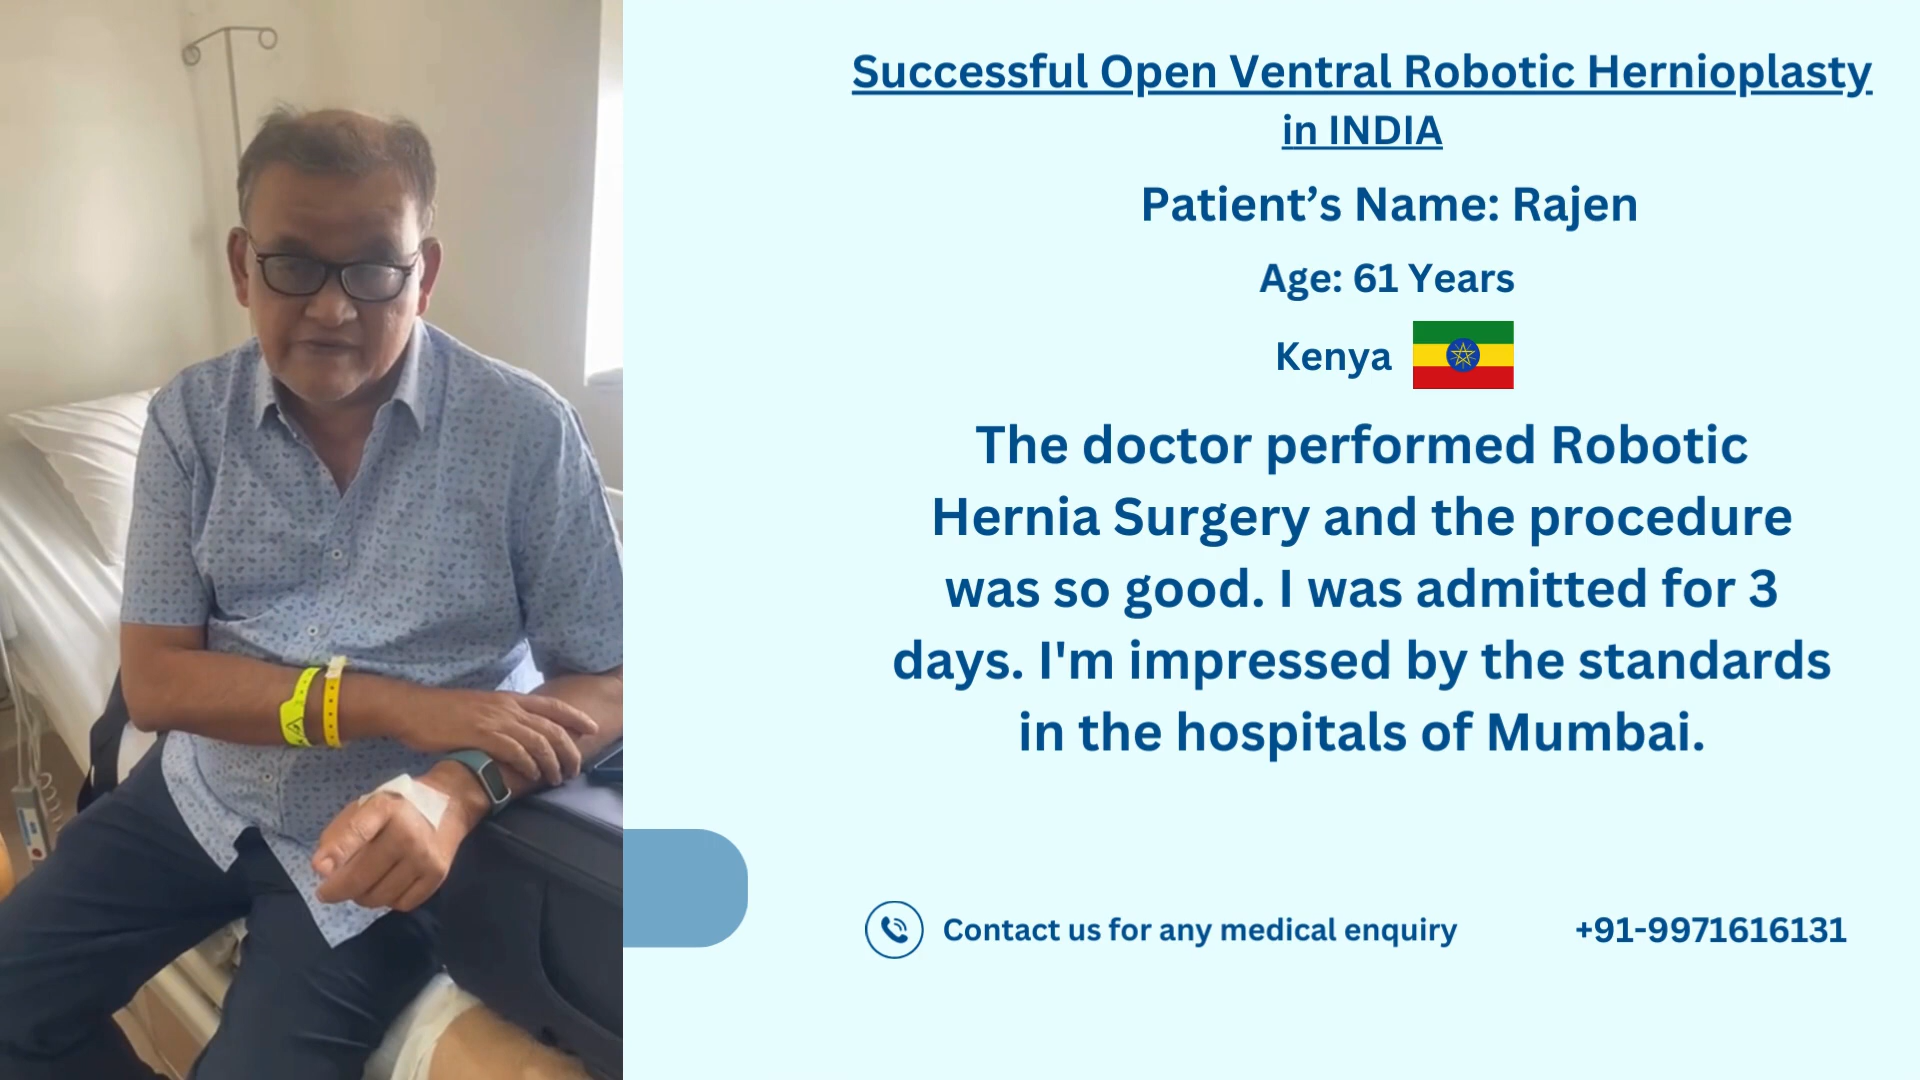 Successful Open Ventral Robotic Hernioplasty
in INDIA
Patient’s Name: Rajen
Age: 61 Years
Kenya
The doctor performed Robotic
Hernia Surgery and the procedure
was so good. I was admitted for 3
days. I'm impressed by the standards
in the hospitals of Mumbai.
Contact us for any medical enquiry
+91-9971616131